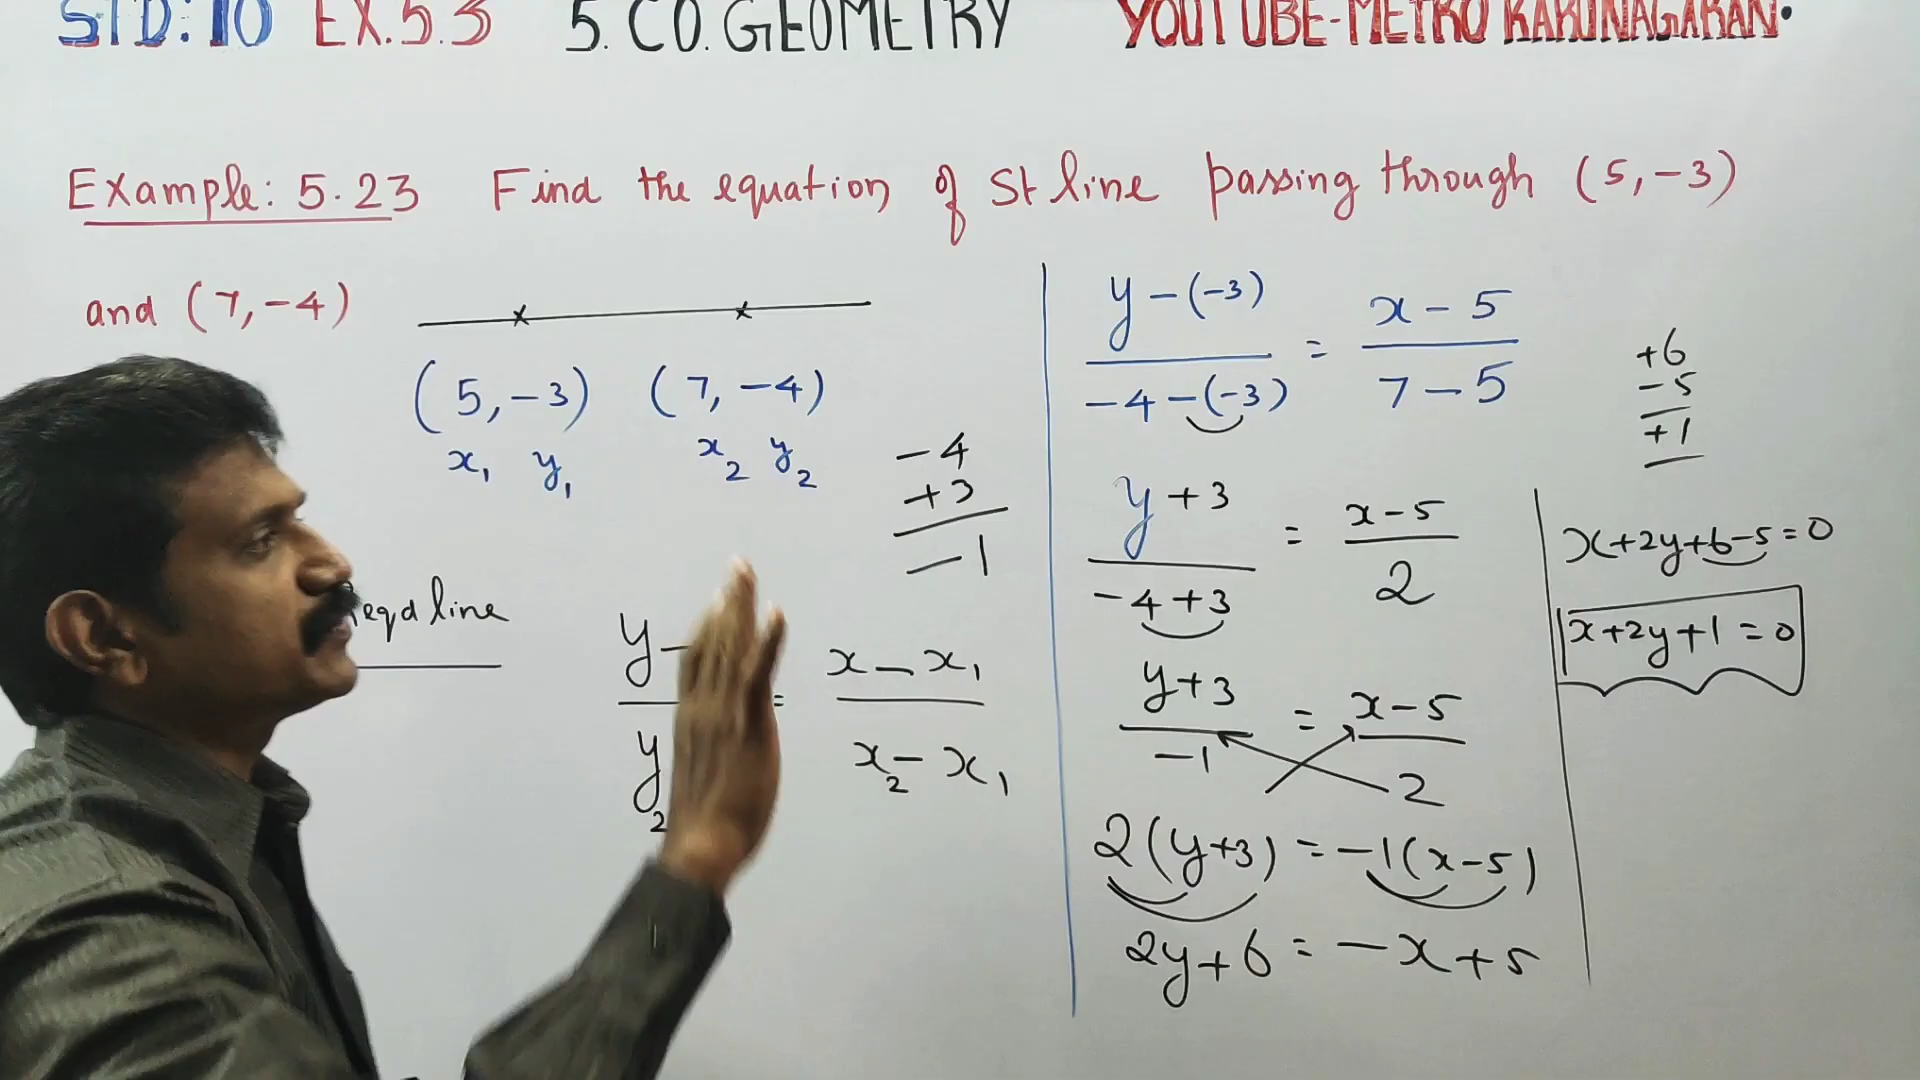 STD: 10 EX.5.3 5. CO. GEOMETRY YOUTUBE-METRO KARUNAGARAN.
Example: 5.23 Find the equation of St line passing through (5, -3)
and (7, -4)
(5, -3) (7, -4)
x₁ y₁ x₂ y₂
-4
+3
-1
Reqd line
y - = x - x₁
y₂ x₂ - x₁
y - (-3) = x - 5
-4 - (-3) 7 - 5
y + 3 = x - 5
-4 + 3 2
y + 3 = x - 5
-1 2
2(y+3) = -1(x-5)
2y + 6 = -x + 5
+6
-5
+1
x+2y+6-5=0
x+2y+1=0